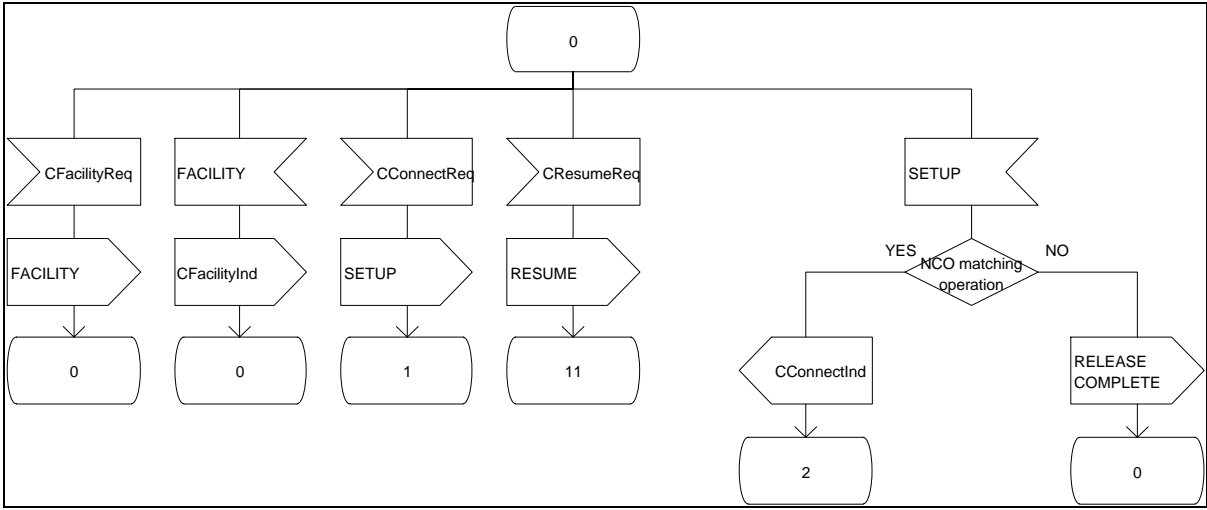 0
CFacilityReq
FACILITY
CConnectReq
CResumeReq
SETUP
FACILITY
CFacilityInd
SETUP
RESUME
YES
NCO matching
operation
NO
0
0
1
11
CConnectInd
RELEASE
COMPLETE
2
0